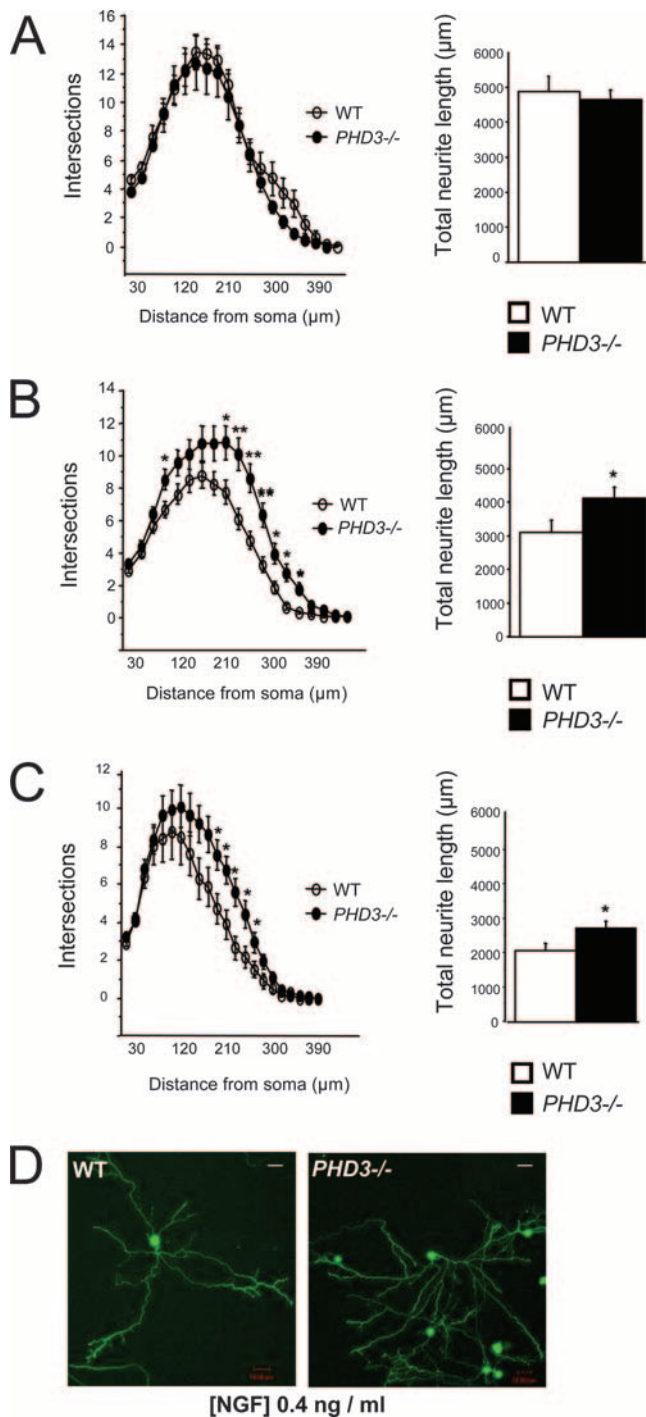 A
Intersections
16
14
12
10
8
6
4
2
0
30 120 210 300 390
Distance from soma (µm)
WT
PHD3-/-
Total neurite length (µm)
6000
5000
4000
3000
2000
1000
0
WT
PHD3-/-
B
Intersections
14
12
10
8
6
4
2
0
* * ** ** ** * * *
30 120 210 300 390
Distance from soma (µm)
WT
PHD3-/-
Total neurite length (µm)
6000
5000
4000
3000
2000
1000
0
*
WT
PHD3-/-
C
Intersections
12
10
8
6
4
2
0
* * * * *
30 120 210 300 390
Distance from soma (µm)
WT
PHD3-/-
Total neurite length (µm)
6000
5000
4000
3000
2000
1000
0
*
WT
PHD3-/-
D
WT
PHD3-/-
[NGF] 0.4 ng / ml